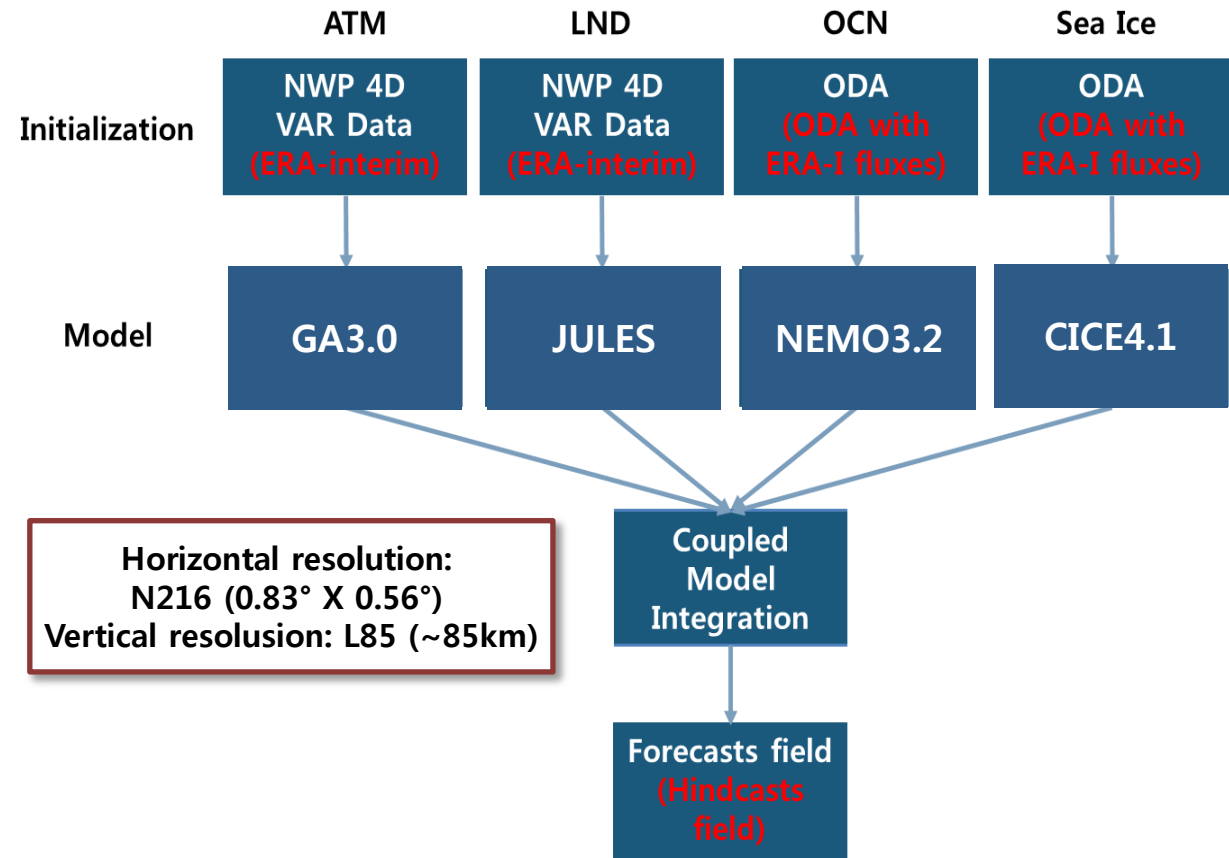 ATM
LND
OCN
Sea Ice
Initialization
NWP 4D
VAR Data
(ERA-interim)
NWP 4D
VAR Data
(ERA-interim)
ODA
(ODA with
ERA-I fluxes)
ODA
(ODA with
ERA-I fluxes)
Model
GA3.0
JULES
NEMO3.2
CICE4.1
Horizontal resolution:
N216 (0.83° X 0.56°)
Vertical resolusion: L85 (~85km)
Coupled
Model
Integration
Forecasts field
(Hindcasts
field)